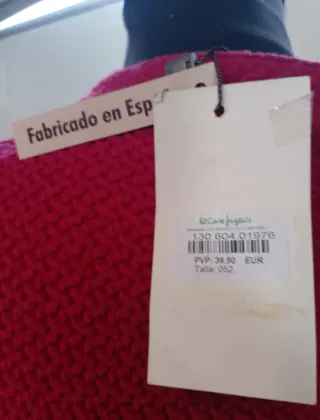 Fabricado en Esp
El Corte Inglés
130 604 01976
PVP: 39,90 EUR
Talla: 052